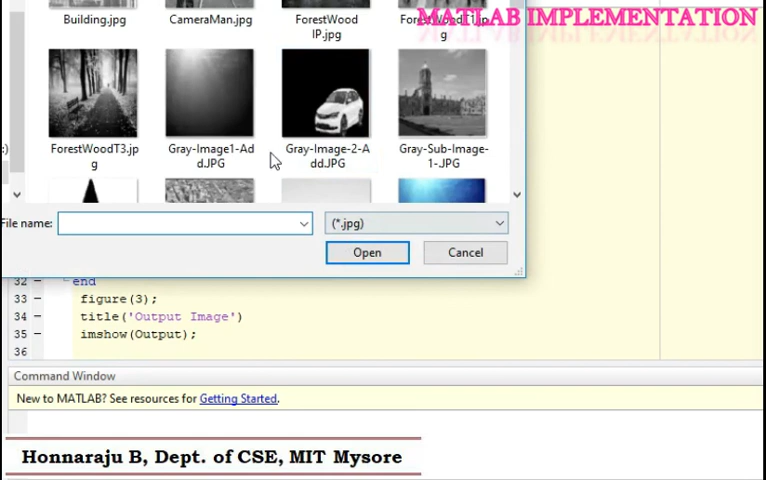 MATLAB IMPLEMENTATION
Building.jpg
CameraMan.jpg
ForestWood
IP.jpg
ForestWoodT1.jp
g
ForestWoodT3.jp
g
Gray-Image1-Ad
d.JPG
Gray-Image-2-A
dd.JPG
Gray-Sub-Image-
1-.JPG
File name:
(*.jpg)
Open
Cancel
32 – end
33 – figure(3);
34 – title('Output Image')
35 – imshow(Output);
36
Command Window
New to MATLAB? See resources for Getting Started.
Honnaraju B, Dept. of CSE, MIT Mysore